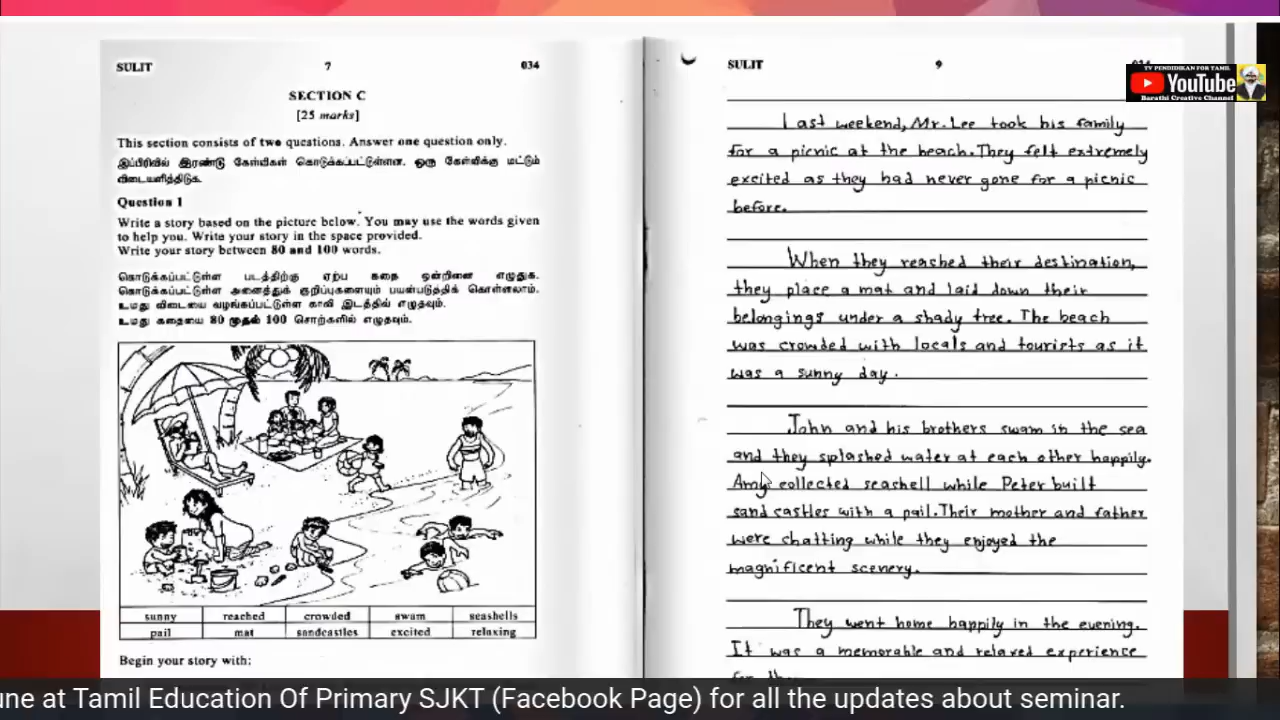 SULIT 7 034
SECTION C
[25 marks]
This section consists of two questions. Answer one question only.
இப்பிரிவில் இரண்டு கேள்விகள் கொடுக்கப்பட்டுள்ளன. ஒரு கேள்விக்கு மட்டும்
விடையளித்திடுக.
Question 1
Write a story based on the picture below. You may use the words given
to help you. Write your story in the space provided.
Write your story between 80 and 100 words.
கொடுக்கப்பட்டுள்ள படத்திற்கு ஏற்ப கதை ஒன்றினை எழுதுக.
கொடுக்கப்பட்டுள்ள அனைத்துக் குறிப்புகளையும் பயன்படுத்திக் கொள்ளலாம்.
உமது விடையை வழங்கப்பட்டுள்ள காலி இடத்தில் எழுதவும்.
உமது கதையை 80 முதல் 100 சொற்களில் எழுதவும்.
sunny reached crowded swam seashells
pail mat sandcastles excited relaxing
Begin your story with:
SULIT 9
Last weekend, Mr. Lee took his family
for a picnic at the beach. They felt extremely
excited as they had never gone for a picnic
before.
When they reached their destination,
they place a mat and laid down their
belongings under a shady tree. The beach
was crowded with locals and tourists as it
was a sunny day.
John and his brothers swam in the sea
and they splashed water at each other happily.
Amy collected seashell while Peter built
sand castles with a pail. Their mother and father
were chatting while they enjoyed the
magnificent scenery.
They went home happily in the evening.
It was a memorable and relaxed experience
TV PENDIDIKAN FOR TAMIL
YouTube
Barathi Creative Channel
une at Tamil Education Of Primary SJKT (Facebook Page) for all the updates about seminar.